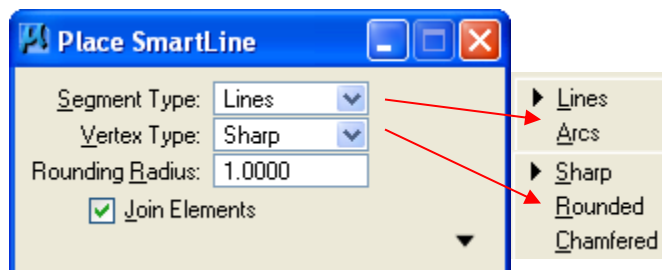 Place SmartLine
Segment Type: Lines
Vertex Type: Sharp
Rounding Radius: 1.0000
Join Elements
Lines
Arcs
Sharp
Rounded
Chamfered